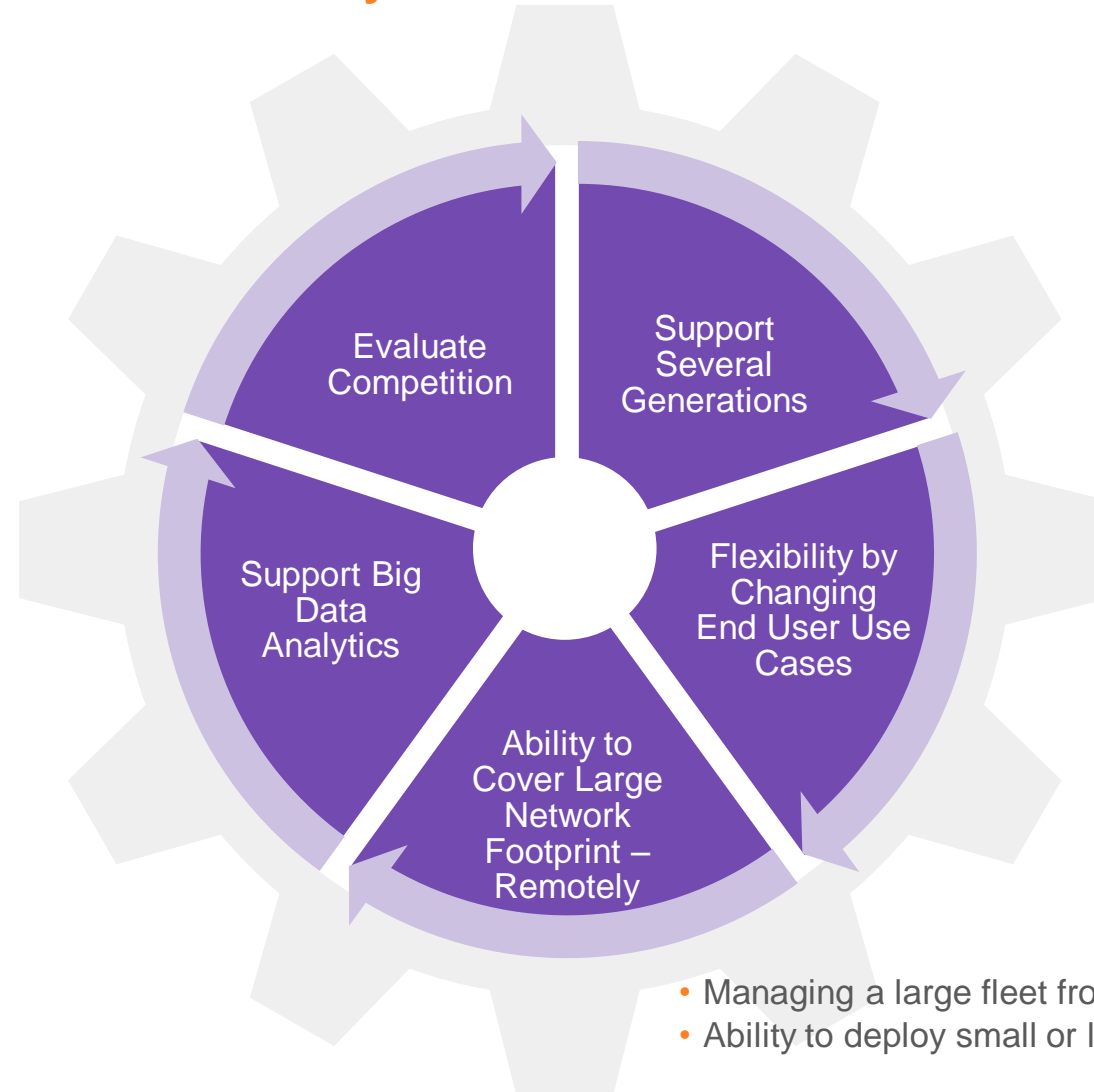 Evaluate
Competition
Support
Several
Generations
Flexibility by
Changing
End User Use
Cases
Ability to
Cover Large
Network
Footprint –
Remotely
Support Big
Data
Analytics
• Managing a large fleet
• Ability to deploy small or